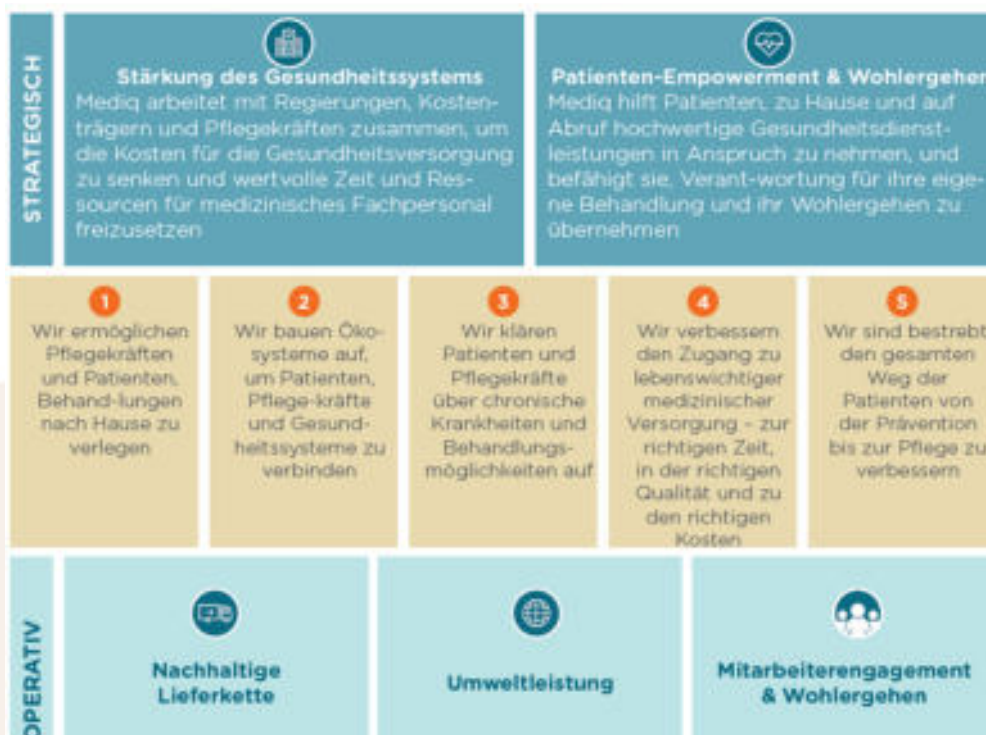 STRATEGISCH
Stärkung des Gesundheitssystems
Mediq arbeitet mit Regierungen, Kosten-
trägern und Pflegekräften zusammen, um
die Kosten für die Gesundheitsversorgung
zu senken und wertvolle Zeit und Res-
sourcen für medizinisches Fachpersonal
freizusetzen
Patienten-Empowerment & Wohlergehen
Mediq hilft Patienten, zu Hause und auf
Abruf hochwertige Gesundheitsdienst-
leistungen in Anspruch zu nehmen, und
befähigt sie, Verant-wortung für ihre eige-
ne Behandlung und ihr Wohlergehen zu
übernehmen
1
Wir ermöglichen
Pflegekräften
und Patienten,
Behand-lungen
nach Hause zu
verlegen
2
Wir bauen Öko-
systeme auf,
um Patienten,
Pflege-kräfte
und Gesund-
heitssysteme zu
verbinden
3
Wir klären
Patienten und
Pflegekräfte
über chronische
Krankheiten und
Behandlungs-
möglichkeiten auf
4
Wir verbessern
den Zugang zu
lebenswichtiger
medizinischer
Versorgung – zur
richtigen Zeit,
in der richtigen
Qualität und zu
den richtigen
Kosten
5
Wir sind bestrebt,
den gesamten
Weg der
Patienten von
der Prävention
bis zur Pflege zu
verbessern
OPERATIV
Nachhaltige
Lieferkette
Umweltleistung
Mitarbeiterengagement
& Wohlergehen